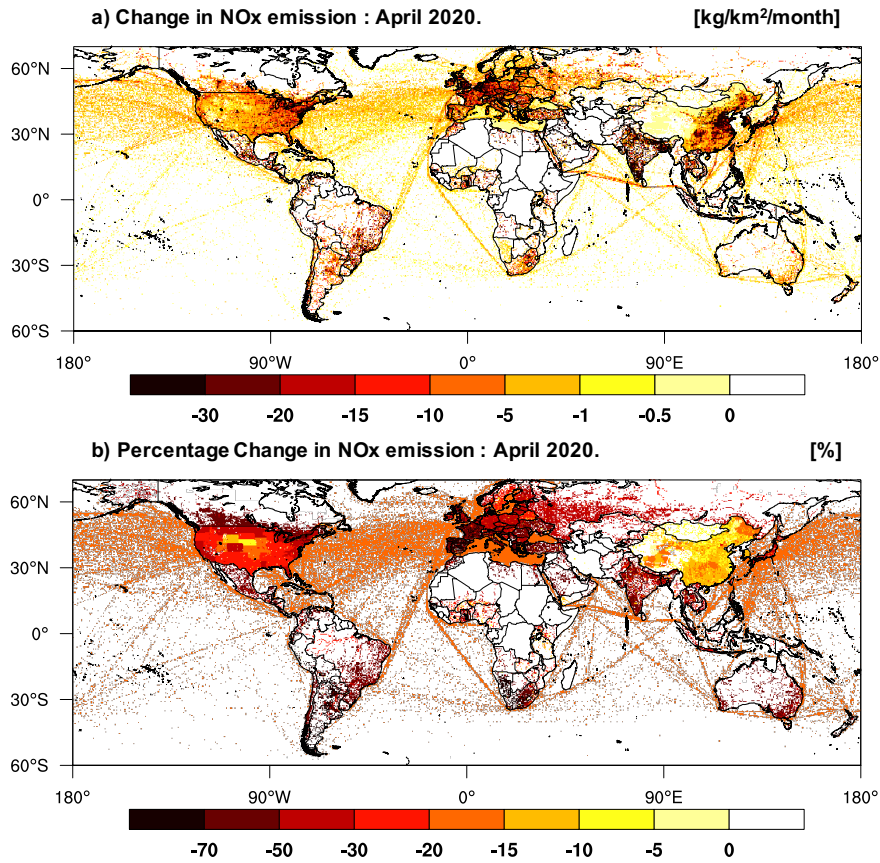 a) Change in NOx emission : April 2020. [kg/km²/month]
60°N
30°N
0°
30°S
60°S
180° 90°W 0° 90°E 180°
-30 -20 -15 -10 -5 -1 -0.5 0
b) Percentage Change in NOx emission : April 2020. [%]
60°N
30°N
0°
30°S
60°S
180° 90°W 0° 90°E 180°
-70 -50 -30 -20 -15 -10 -5 0